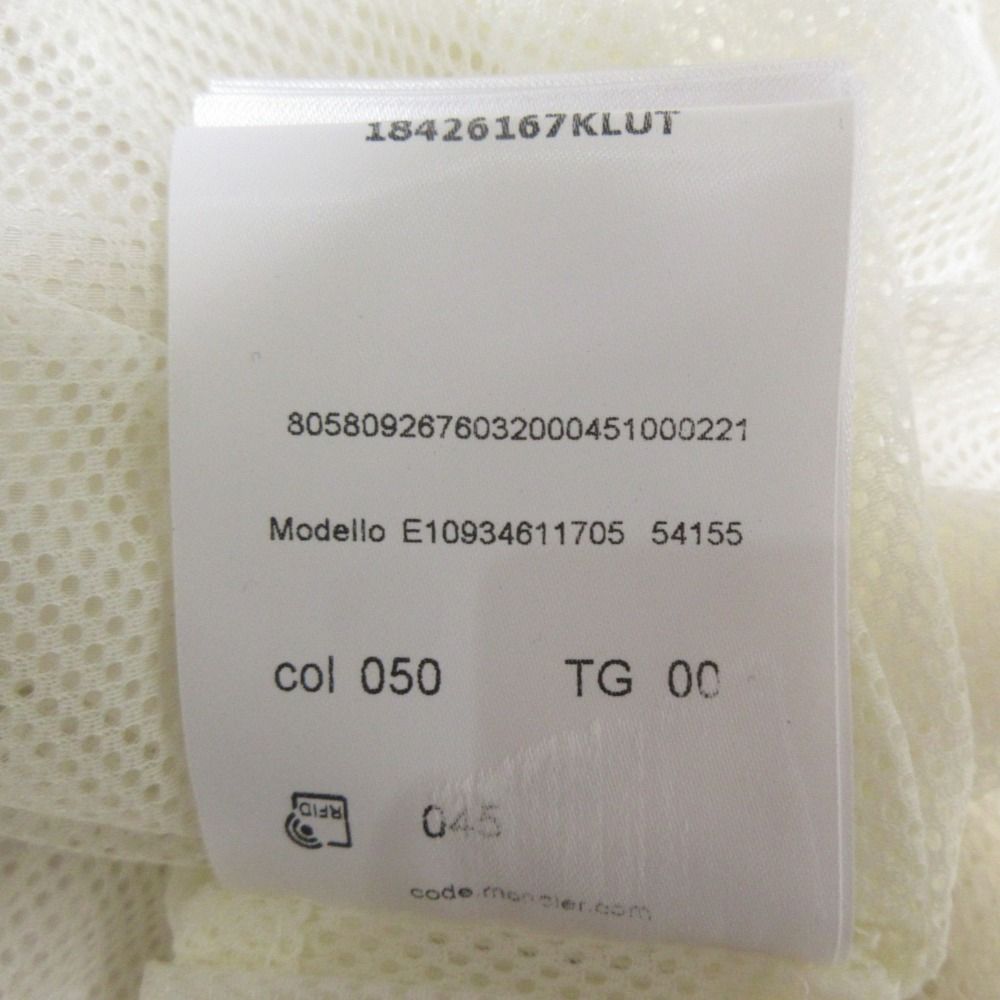 18426167KLUT
8058092676032000451000221
Modello E10934611705 54155
col 050 TG 00
RFID 045
code.moncler.com